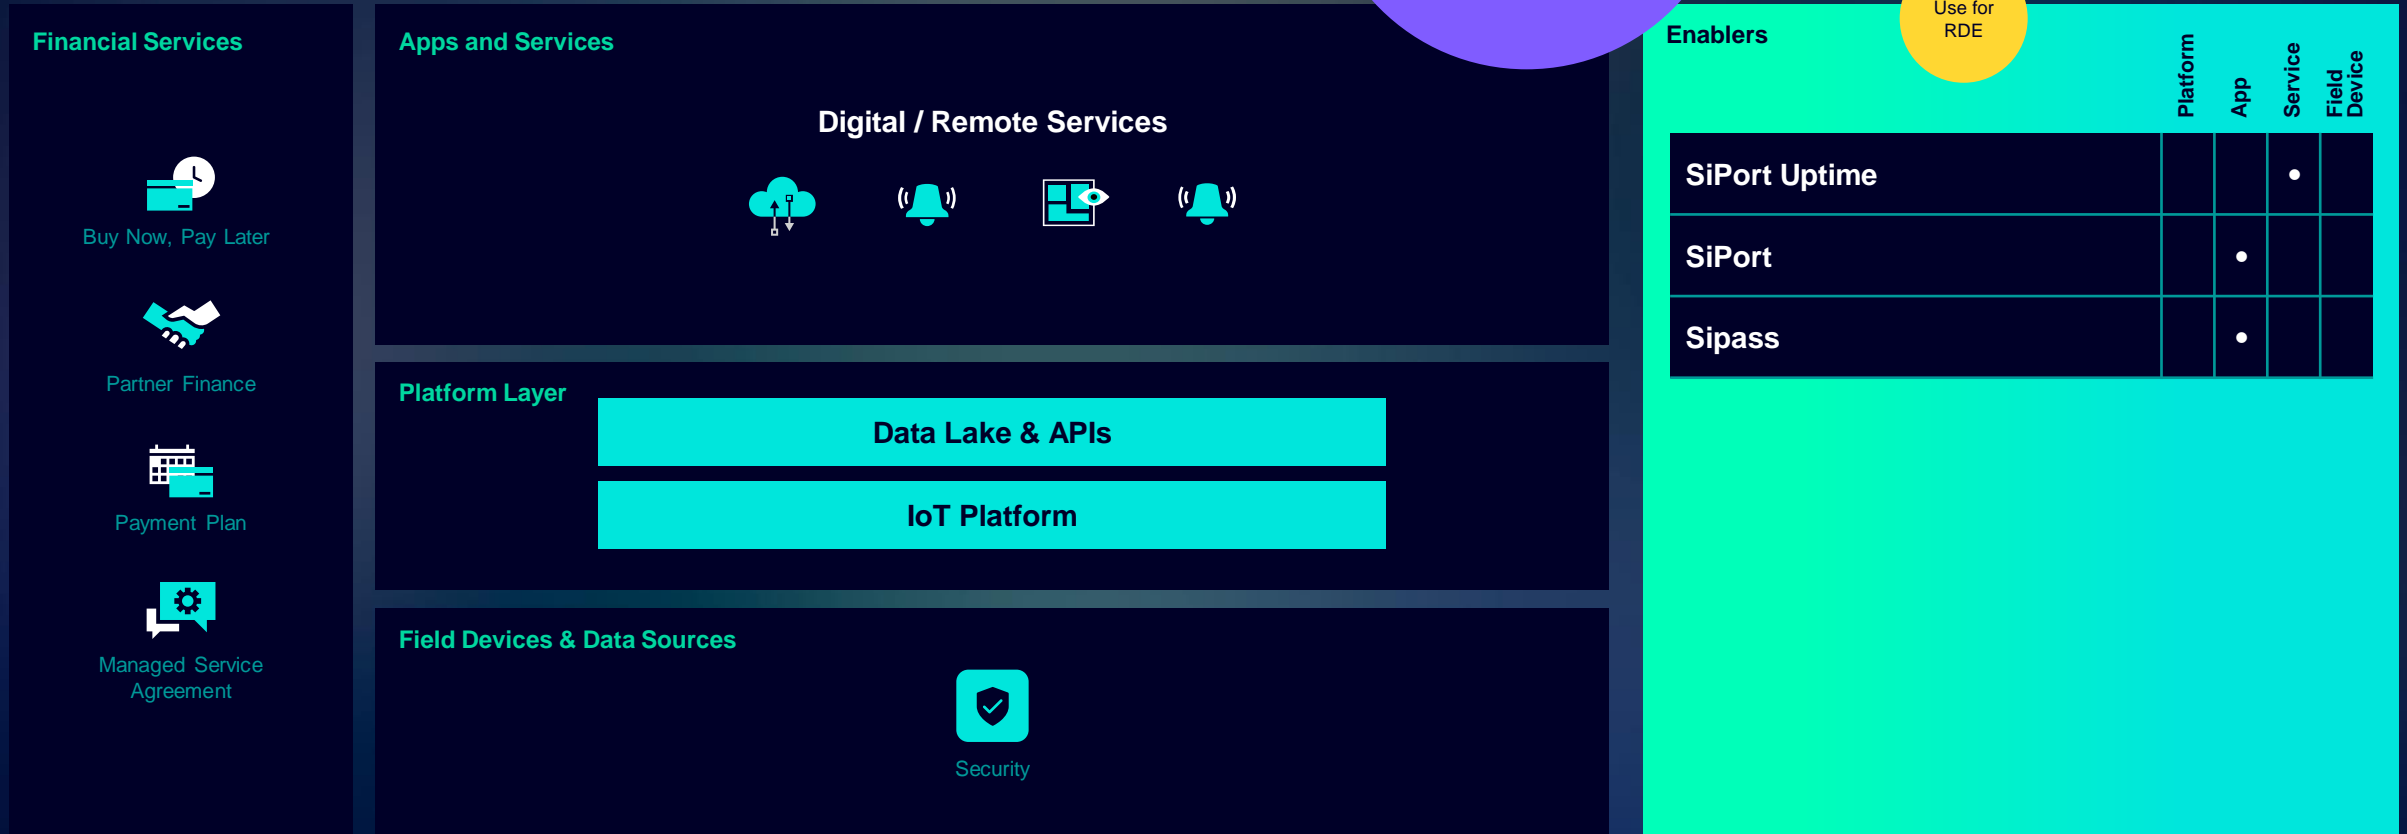 Financial Services
Buy Now, Pay Later
Partner Finance
Payment Plan
Managed Service
Agreement
Apps and Services
Digital / Remote Services
Platform Layer
Data Lake & APIs
IoT Platform
Field Devices & Data Sources
Security
Use for
RDE
Enablers
Platform
App
Service
Field
Device
SiPort Uptime •
SiPort •
Sipass •